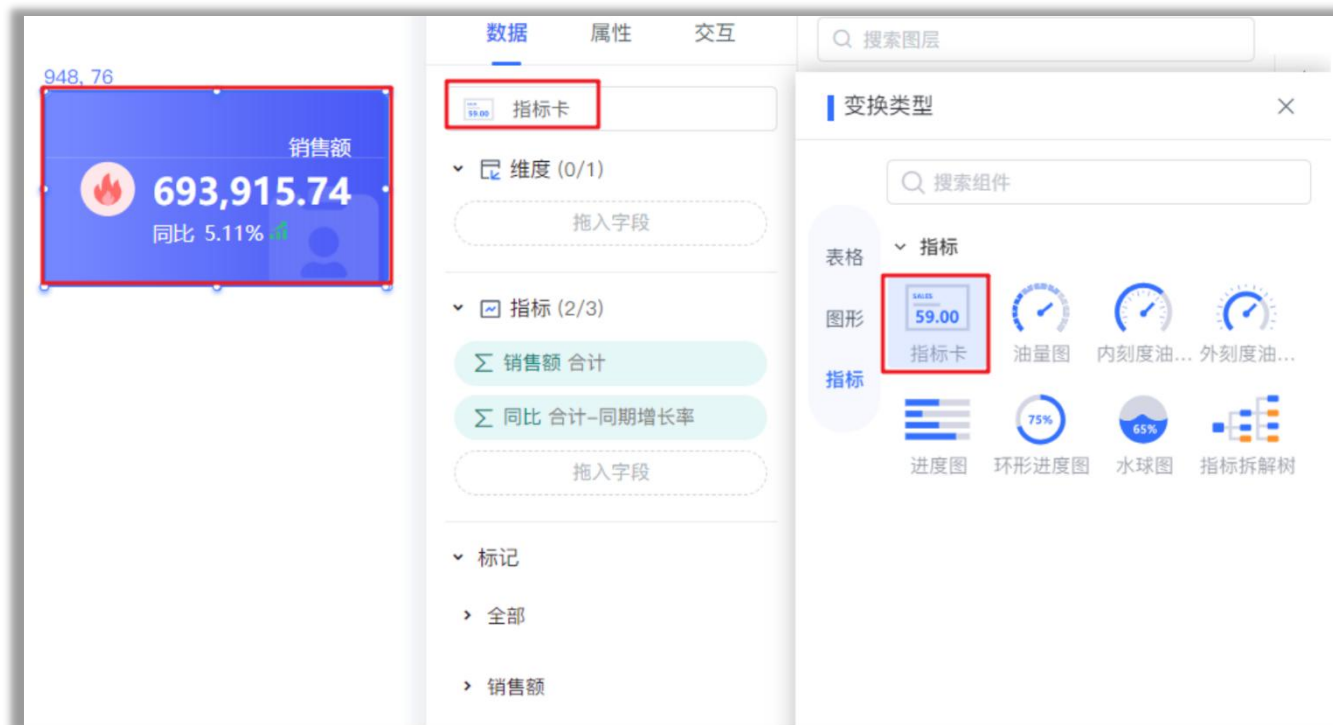 数据 属性 交互
搜索图层
948, 76
销售额
693,915.74
同比 5.11%
59.00 指标卡
维度 (0/1)
拖入字段
指标 (2/3)
销售额 合计
同比 合计-同期增长率
拖入字段
标记
全部
销售额
变换类型
搜索组件
表格
图形
指标
指标
SALES
59.00
指标卡 油量图 内刻度油... 外刻度油...
75% 65%
进度图 环形进度图 水球图 指标拆解树